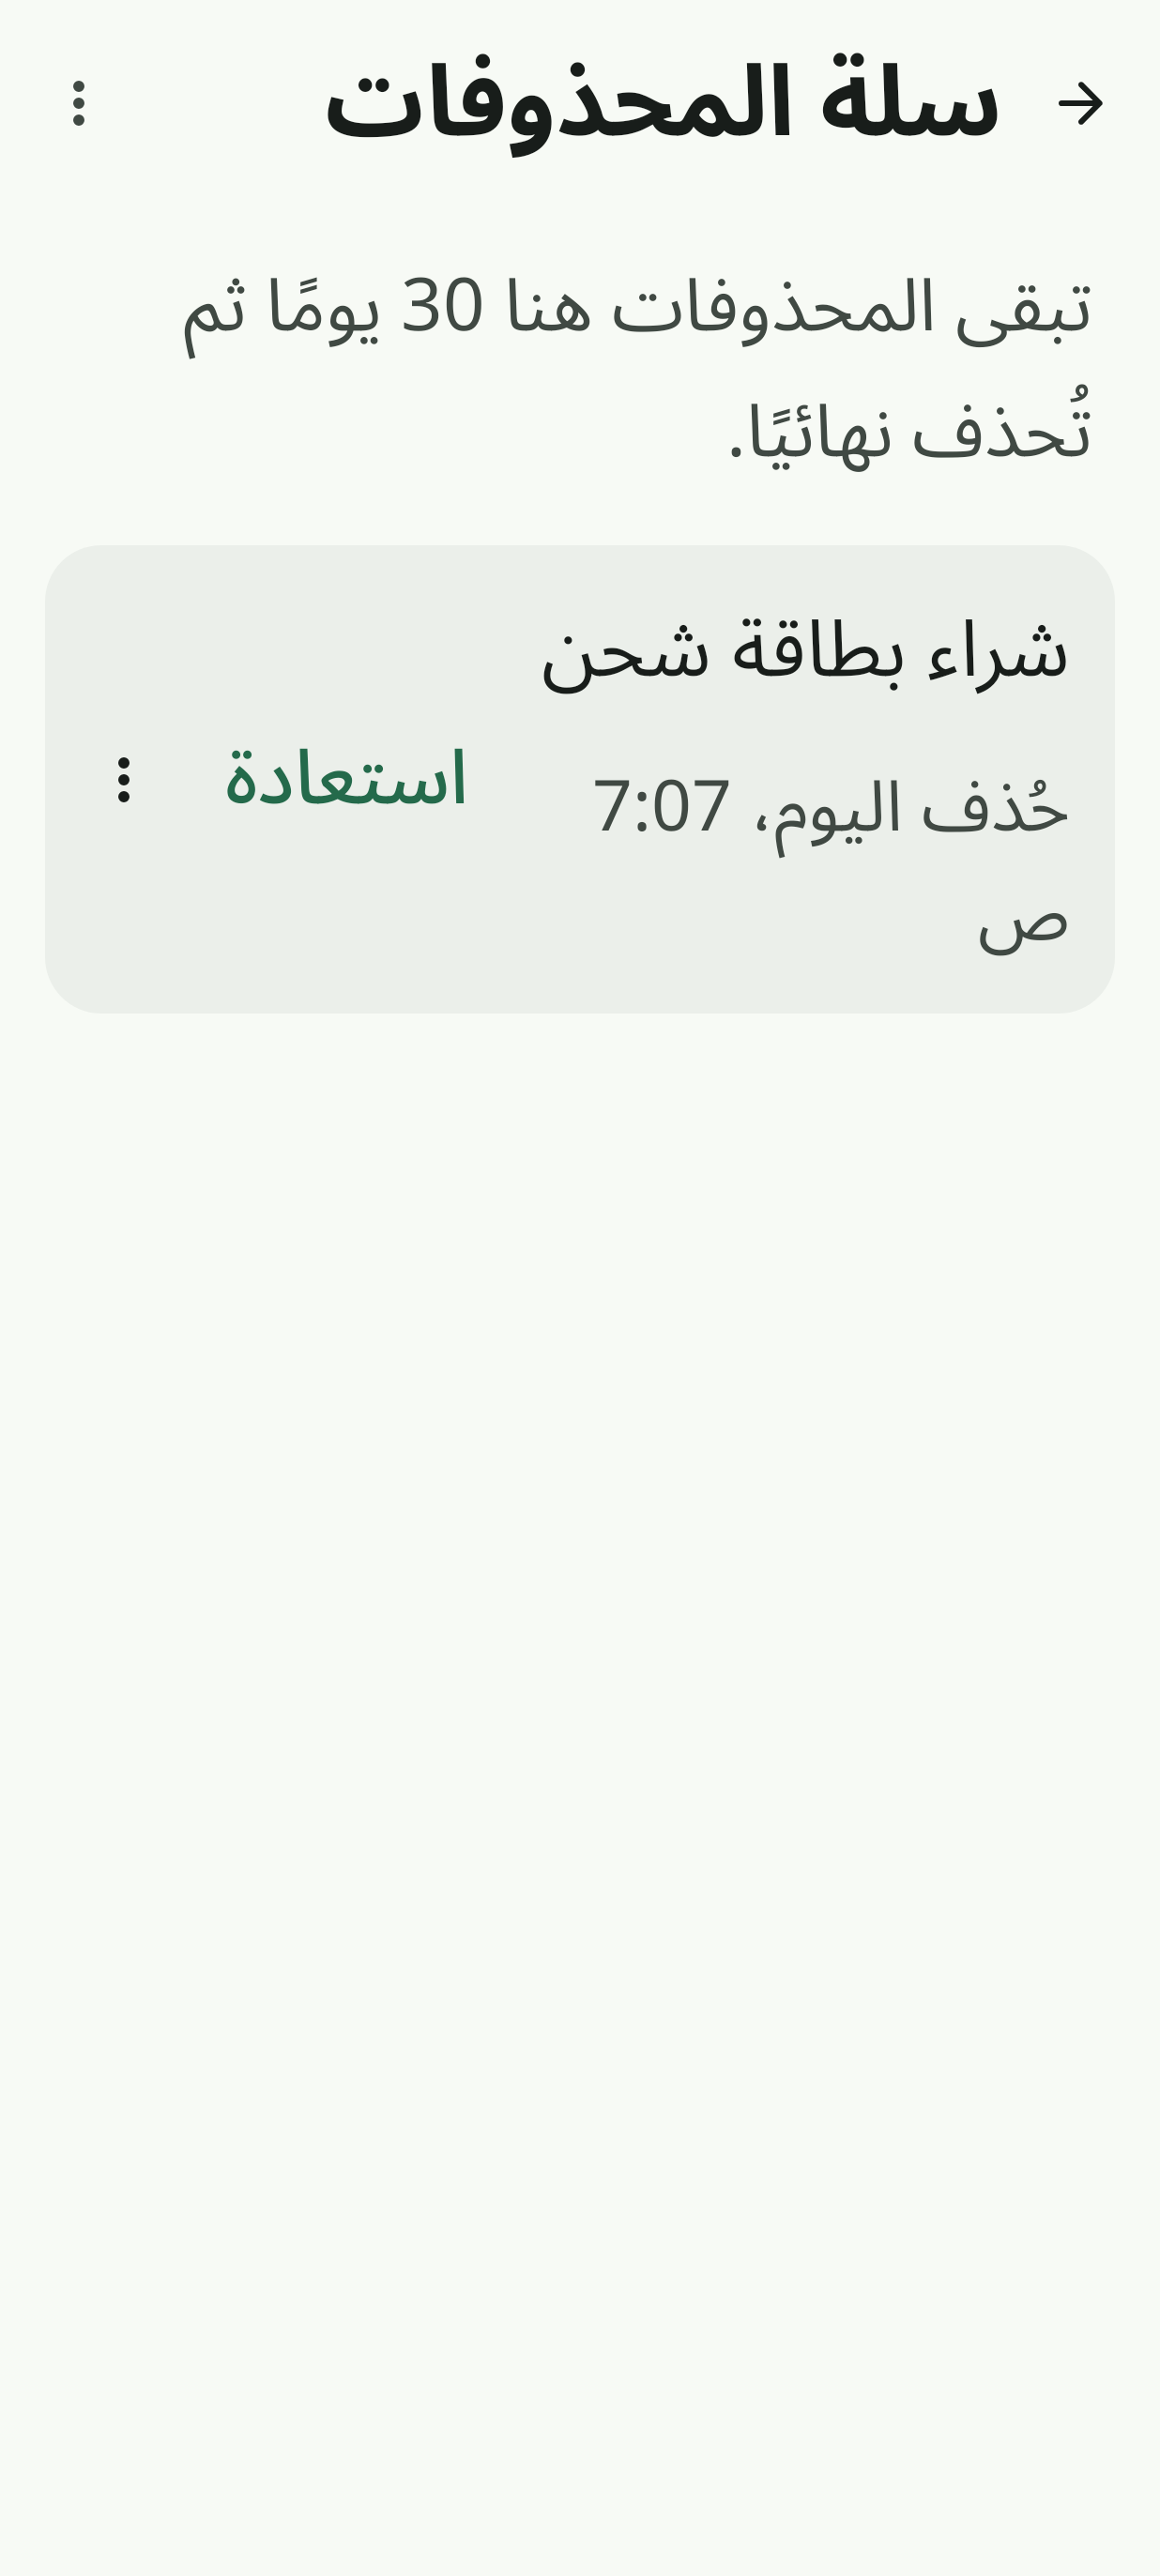 سلة المحذوفات
تبقى المحذوفات هنا 30 يومًا ثم
تُحذف نهائيًا.
شراء بطاقة شحن
حُذف اليوم، 7:07
ص
استعادة